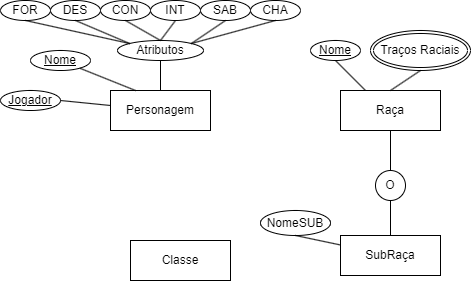 FOR DES CON INT SAB CHA
Atributos
Nome
Jogador
Personagem
Nome
Traços Raciais
Raça
O
NomeSUB
SubRaça
Classe